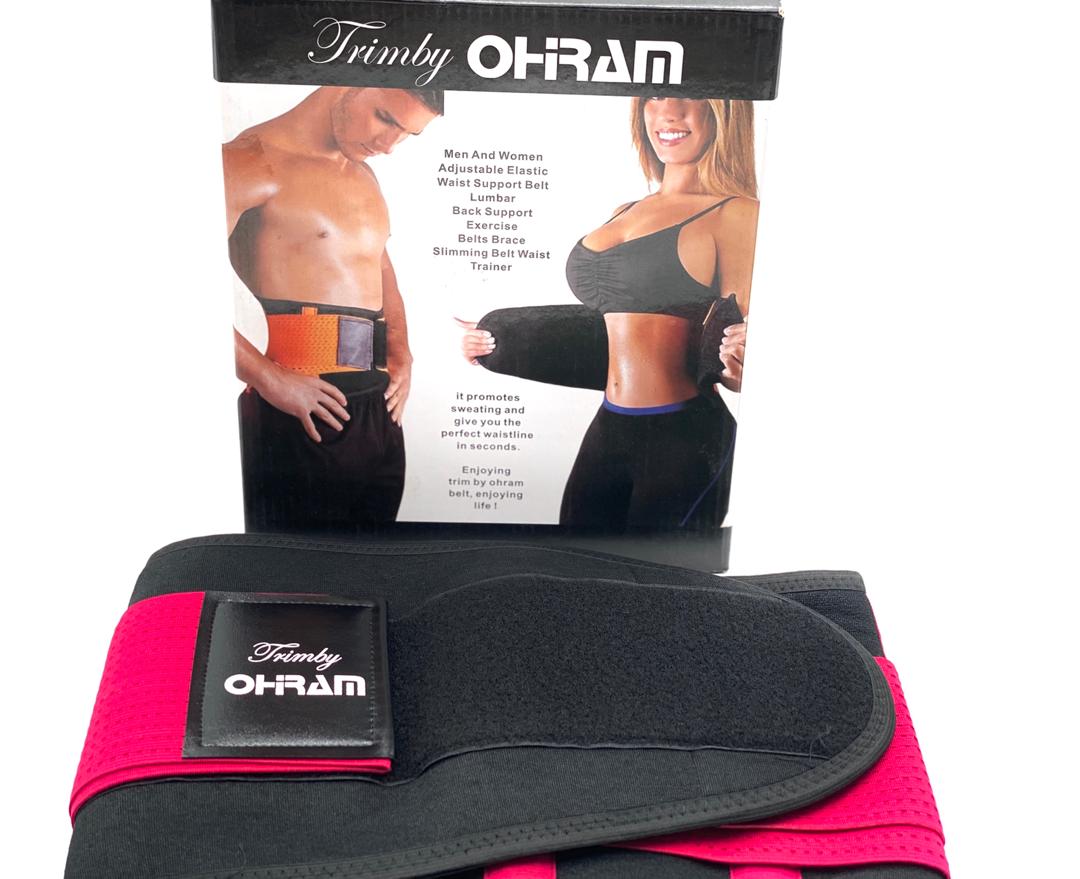 Trimby OHRAM
Men And Women
Adjustable Elastic
Waist Support Belt
Lumbar
Back Support
Exercise
Belts Brace
Slimming Belt Waist
Trainer
it promotes
sweating and
give you the
perfect waistline
in seconds.
Enjoying
trim by ohram
belt, enjoying
life !
Trimby
OHRAM